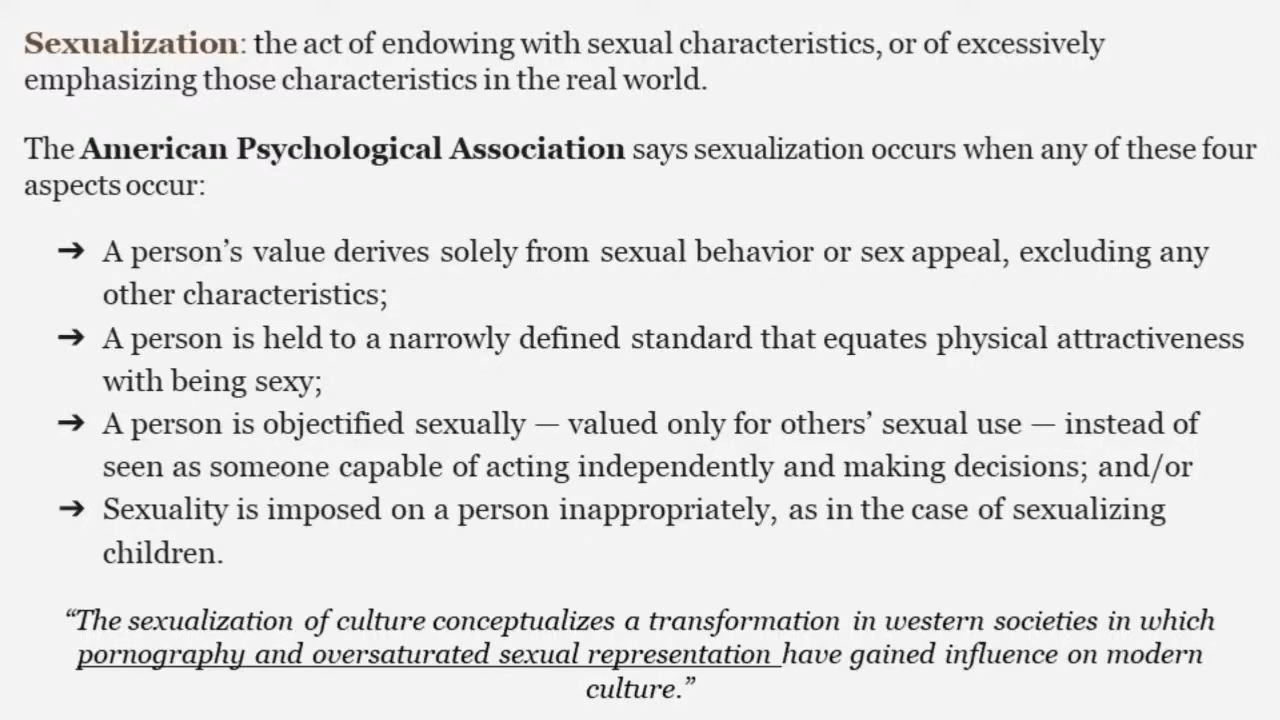 Sexualization: the act of endowing with sexual characteristics, or of excessively
emphasizing those characteristics in the real world.
The American Psychological Association says sexualization occurs when any of these four
aspects occur:
➔ A person’s value derives solely from sexual behavior or sex appeal, excluding any
other characteristics;
➔ A person is held to a narrowly defined standard that equates physical attractiveness
with being sexy;
➔ A person is objectified sexually — valued only for others’ sexual use — instead of
seen as someone capable of acting independently and making decisions; and/or
➔ Sexuality is imposed on a person inappropriately, as in the case of sexualizing
children.
“The sexualization of culture conceptualizes a transformation in western societies in which
pornography and oversaturated sexual representation have gained influence on modern
culture.”